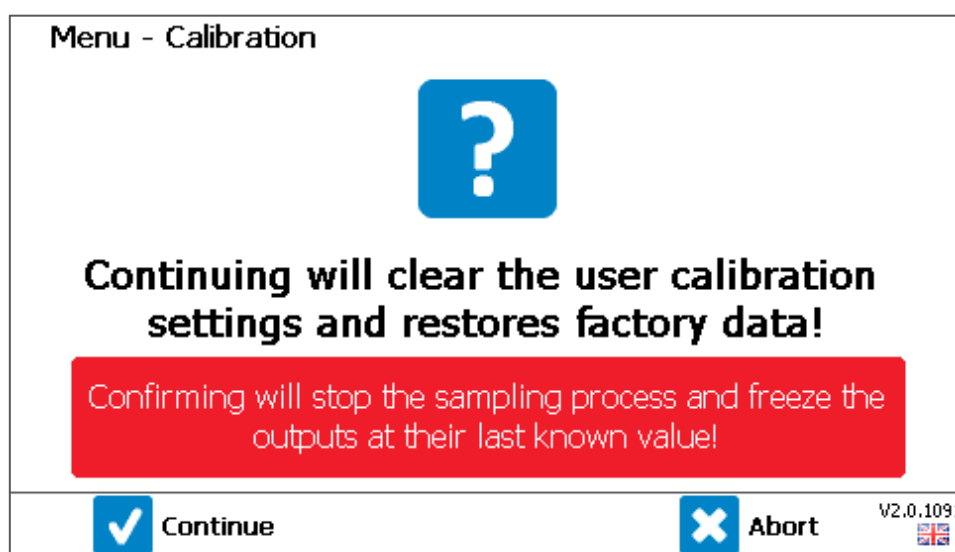 Menu - Calibration
?
Continuing will clear the user calibration
settings and restores factory data!
Confirming will stop the sampling process and freeze the
outputs at their last known value!
Continue
Abort